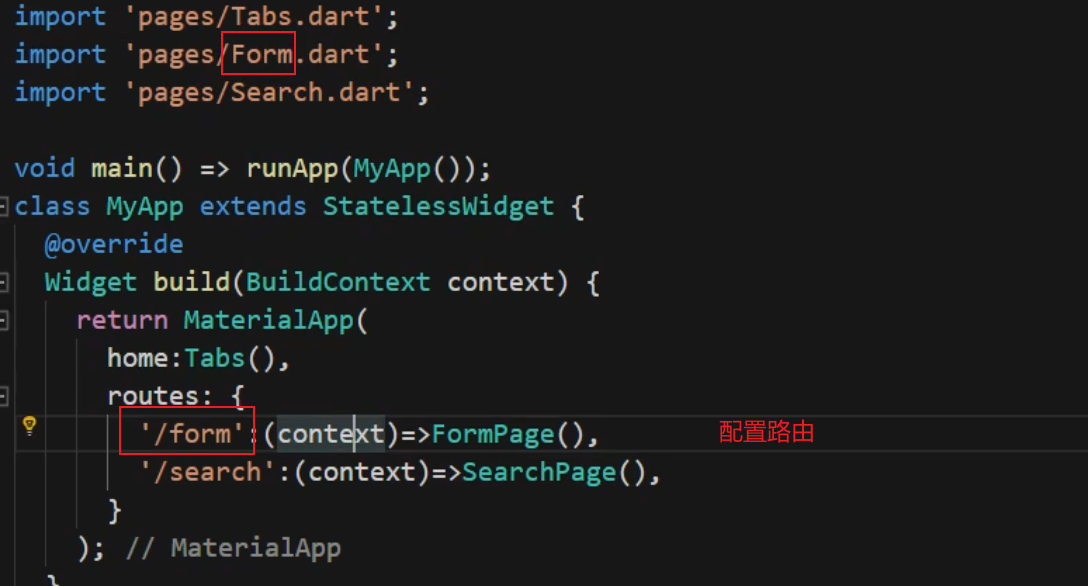 import 'pages/Tabs.dart';
import 'pages/Form.dart';
import 'pages/Search.dart';
void main() => runApp(MyApp());
class MyApp extends StatelessWidget {
@override
Widget build(BuildContext context) {
return MaterialApp(
home:Tabs(),
routes: {
'/form':(context)=>FormPage(), 配置路由
'/search':(context)=>SearchPage(),
}
); // MaterialApp
}